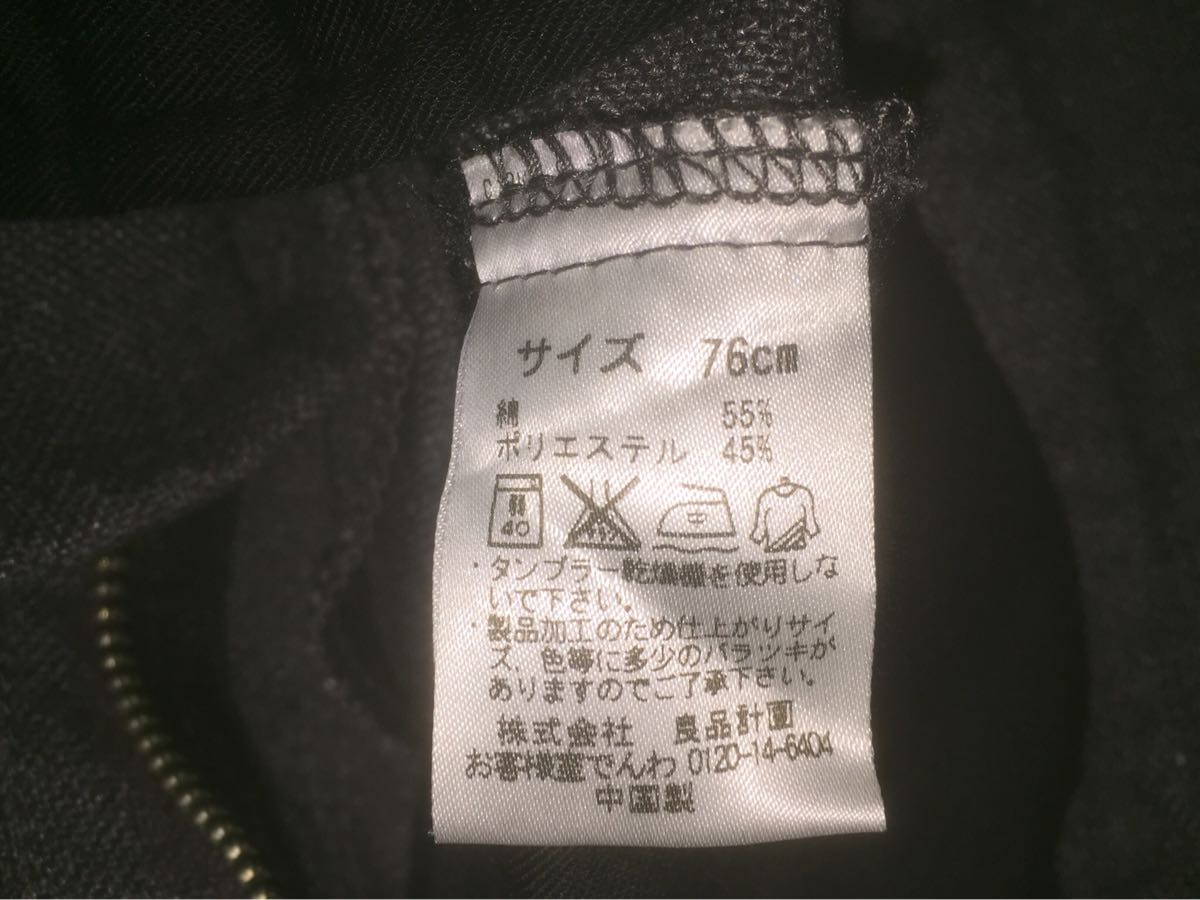 サイズ 76cm
綿 55%
ポリエステル 45%
弱
40
中
・タンブラー乾燥機を使用しな
いで下さい。
・製品加工のため仕上がりサイ
ズ、色等に多少のバラツキが
ありますのでご了承下さい。
株式会社 良品計画
お客様室でんわ 0120-14-6404
中国製